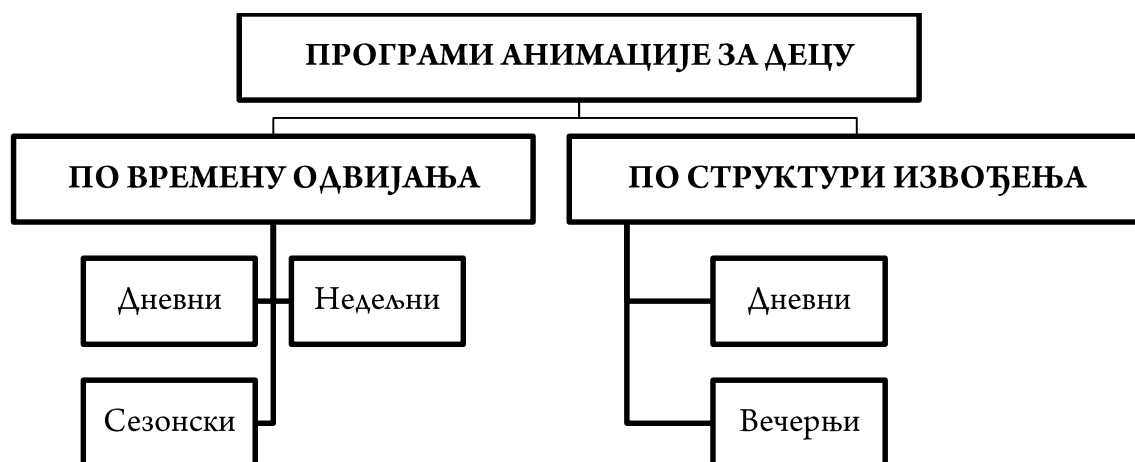 ПРОГРАМИ АНИМАЦИЈЕ ЗА ДЕЦУ
ПО ВРЕМЕНУ ОДВИЈАЊА
ПО СТРУКТУРИ ИЗВОЂЕЊА
Дневни
Недељни
Сезонски
Дневни
Вечерњи